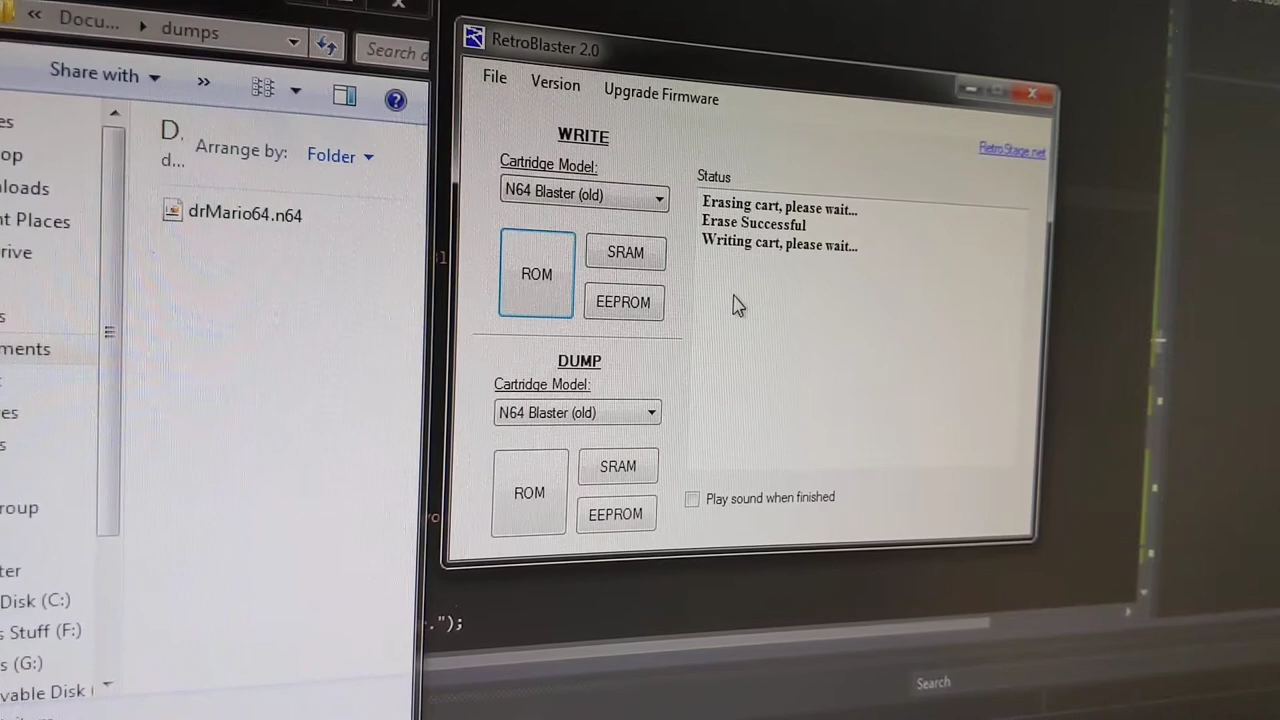 « Docu... ▸ dumps
Share with »
Arrange by: Folder
D.
d...
drMario64.n64
ments
Disk (C:)
Stuff (F:)
(G:)
RetroBlaster 2.0
File Version Upgrade Firmware
RetroStage.net
WRITE
Cartridge Model:
N64 Blaster (old)
ROM
SRAM
EEPROM
DUMP
Cartridge Model:
N64 Blaster (old)
ROM
SRAM
EEPROM
Status
Erasing cart, please wait...
Erase Successful
Writing cart, please wait...
Play sound when finished
.");
Search